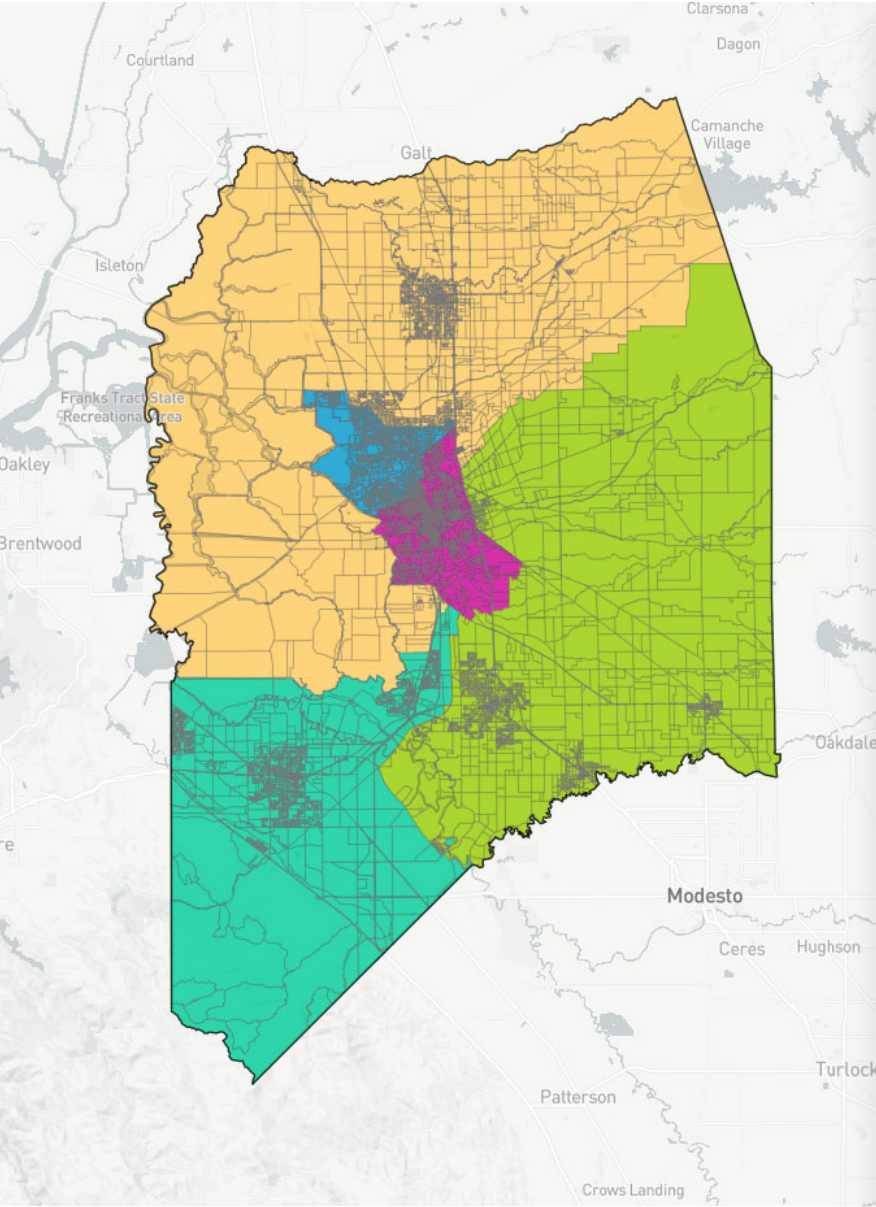 Clarsona
Dagon
Courtland
Camanche
Village
Galt
Isleton
Franks Tract State
Recreational Area
Oakley
Brentwood
Oakdale
re
Modesto
Ceres
Hughson
Turlock
Patterson
Crows Landing